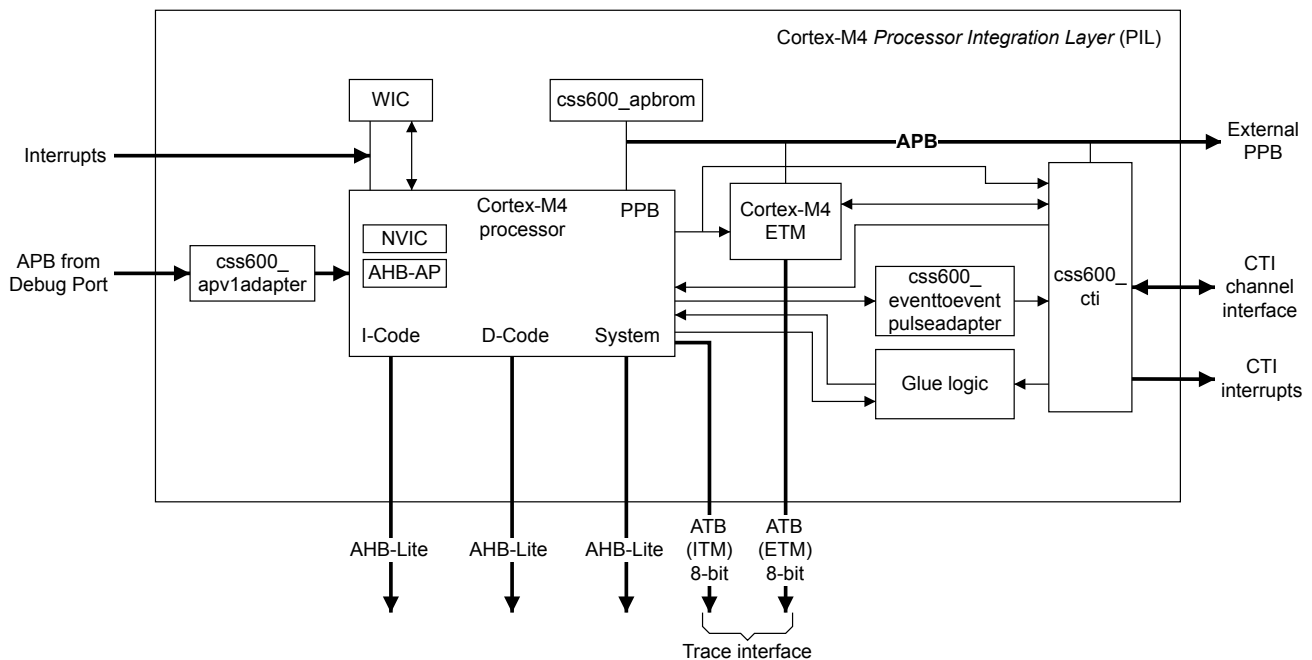 Cortex-M4 Processor Integration Layer (PIL)
WIC
css600_apbrom
Interrupts
APB
External
PPB
Cortex-M4
processor
PPB
NVIC
AHB-AP
I-Code
D-Code
System
Cortex-M4
ETM
APB from
Debug Port
css600_
apv1adapter
css600_
eventtoevent
pulseadapter
css600_
cti
CTI
channel
interface
Glue logic
CTI
interrupts
AHB-Lite
AHB-Lite
AHB-Lite
ATB
(ITM)
8-bit
ATB
(ETM)
8-bit
Trace interface